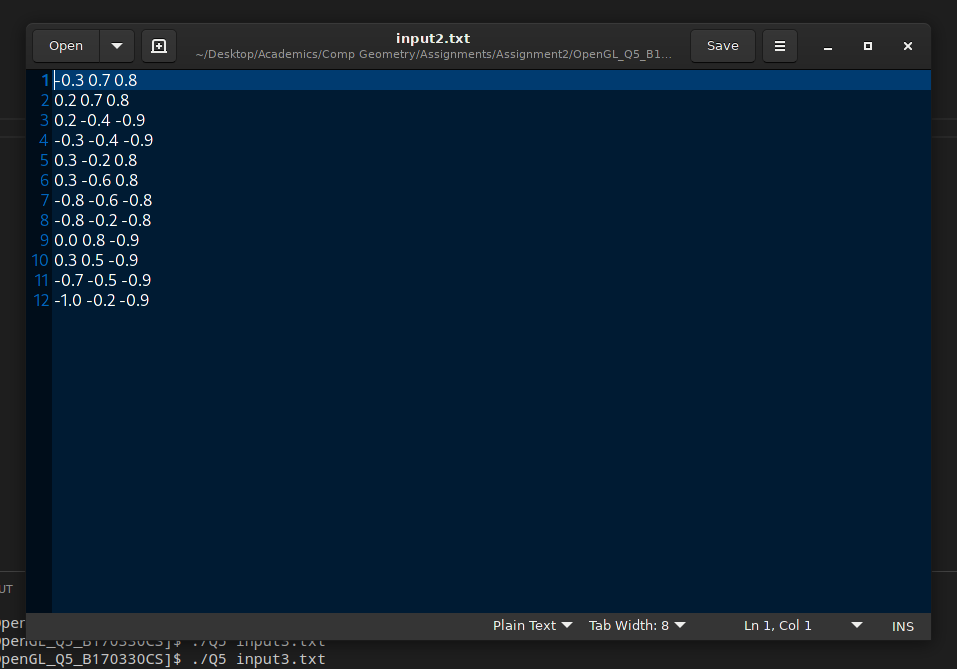 Open
input2.txt
~/Desktop/Academics/Comp Geometry/Assignments/Assignment2/OpenGL_Q5_B1...
Save
1 -0.3 0.7 0.8
2 0.2 0.7 0.8
3 0.2 -0.4 -0.9
4 -0.3 -0.4 -0.9
5 0.3 -0.2 0.8
6 0.3 -0.6 0.8
7 -0.8 -0.6 -0.8
8 -0.8 -0.2 -0.8
9 0.0 0.8 -0.9
10 0.3 0.5 -0.9
11 -0.7 -0.5 -0.9
12 -1.0 -0.2 -0.9
UT
Plain Text
Tab Width: 8
Ln 1, Col 1
INS
pen
penGL_Q5_B170330CS]$ ./Q5 input3.txt
penGL_Q5_B170330CS]$ ./Q5 input3.txt